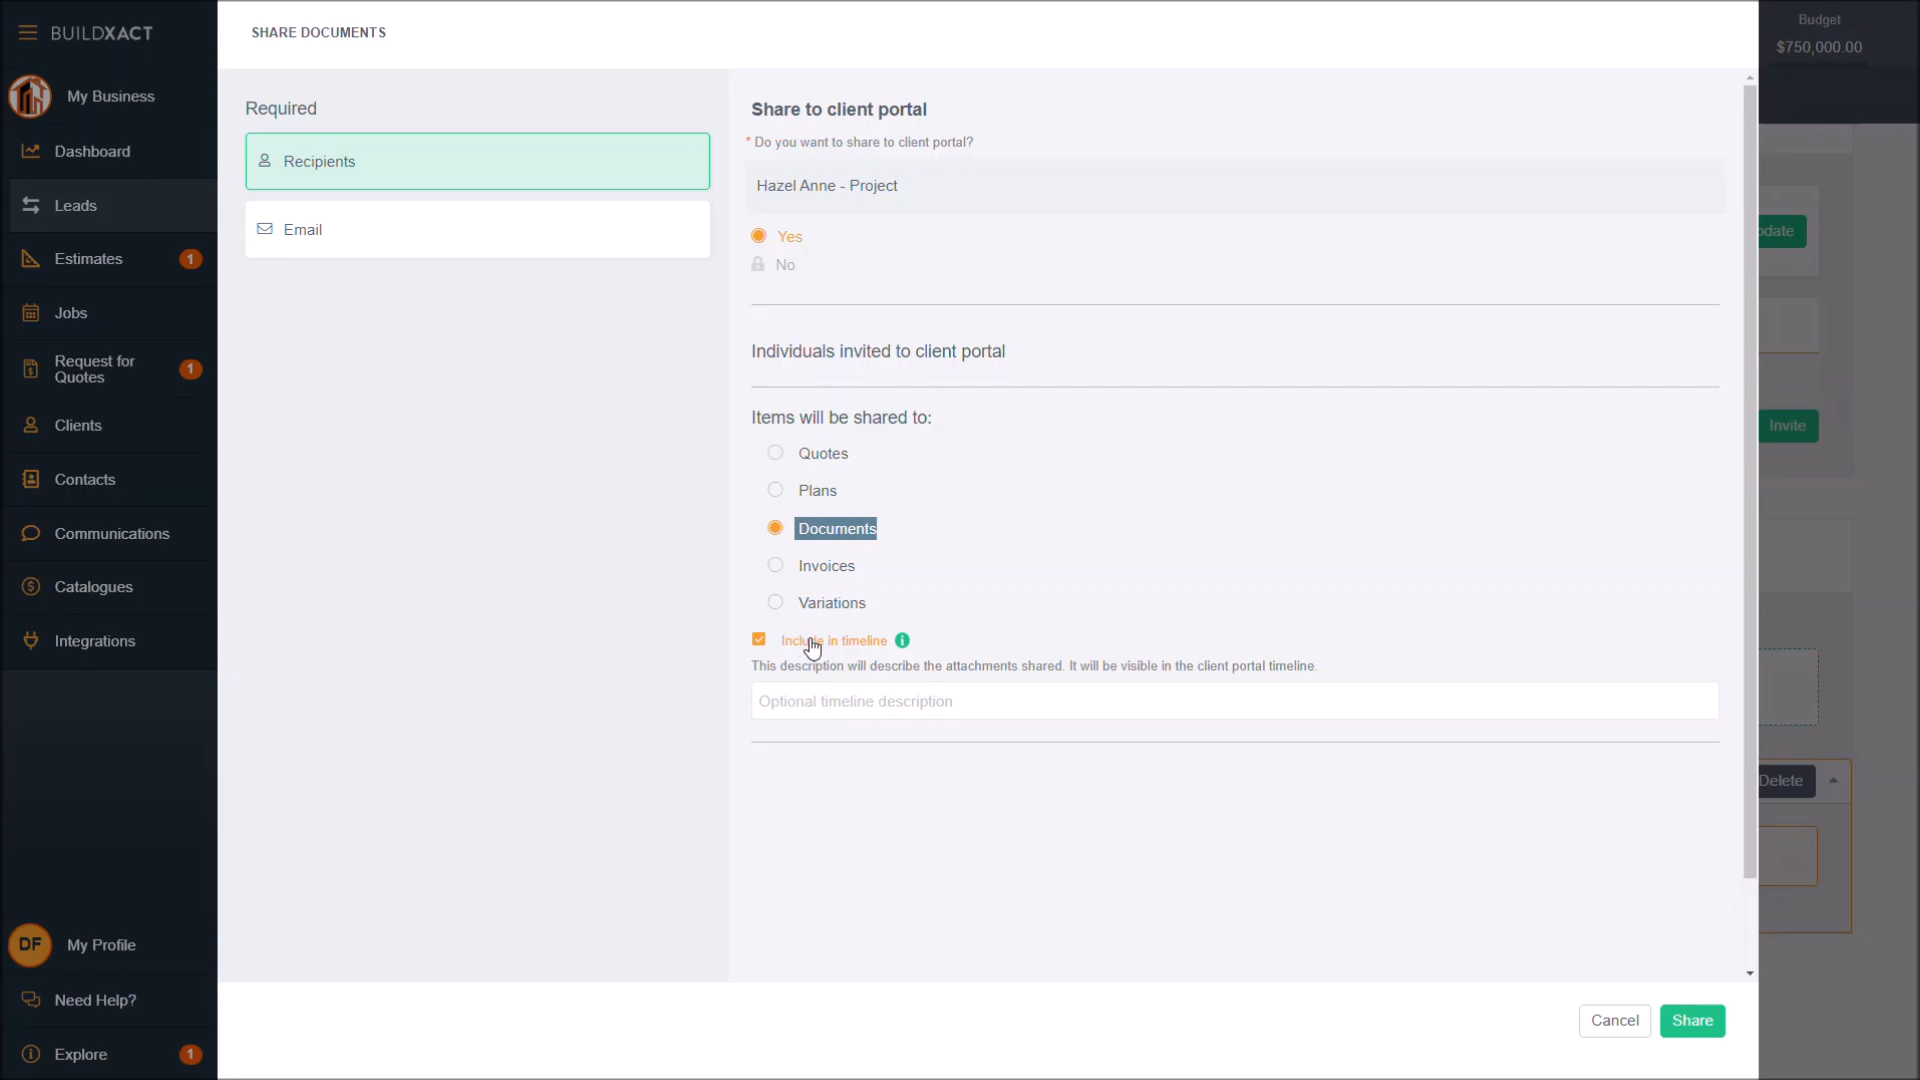 BUILDXACT
My Business
Dashboard
Leads
Estimates
1
Jobs
Request for
Quotes
1
Clients
Contacts
Communications
Catalogues
Integrations
DF
My Profile
Need Help?
Explore
1
SHARE DOCUMENTS
Required
Recipients
Email
Share to client portal
* Do you want to share to client portal?
Hazel Anne - Project
Yes
No
Individuals invited to client portal
Items will be shared to:
Quotes
Plans
Documents
Invoices
Variations
Include in timeline
This description will describe the attachments shared. It will be visible in the client portal timeline.
Optional timeline description
Cancel
Share
Budget
$750,000.00
date
Invite
Delete